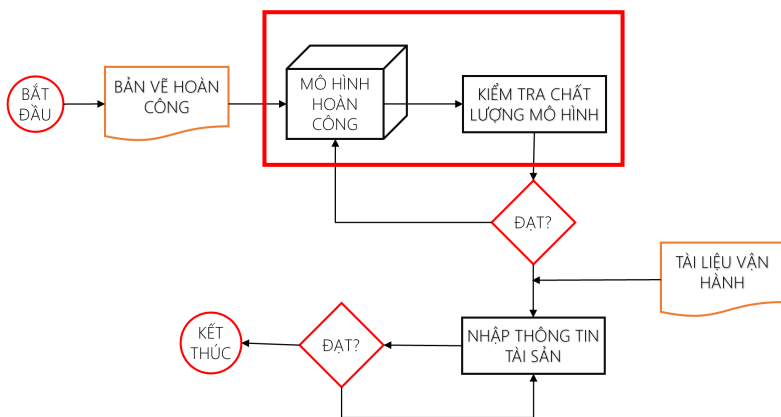 BẮT
ĐẦU
BẢN VẼ HOÀN
CÔNG
MÔ HÌNH
HOÀN
CÔNG
KIỂM TRA CHẤT
LƯỢNG MÔ HÌNH
ĐẠT?
TÀI LIỆU VẬN
HÀNH
NHẬP THÔNG TIN
TÀI SẢN
ĐẠT?
KẾT
THÚC